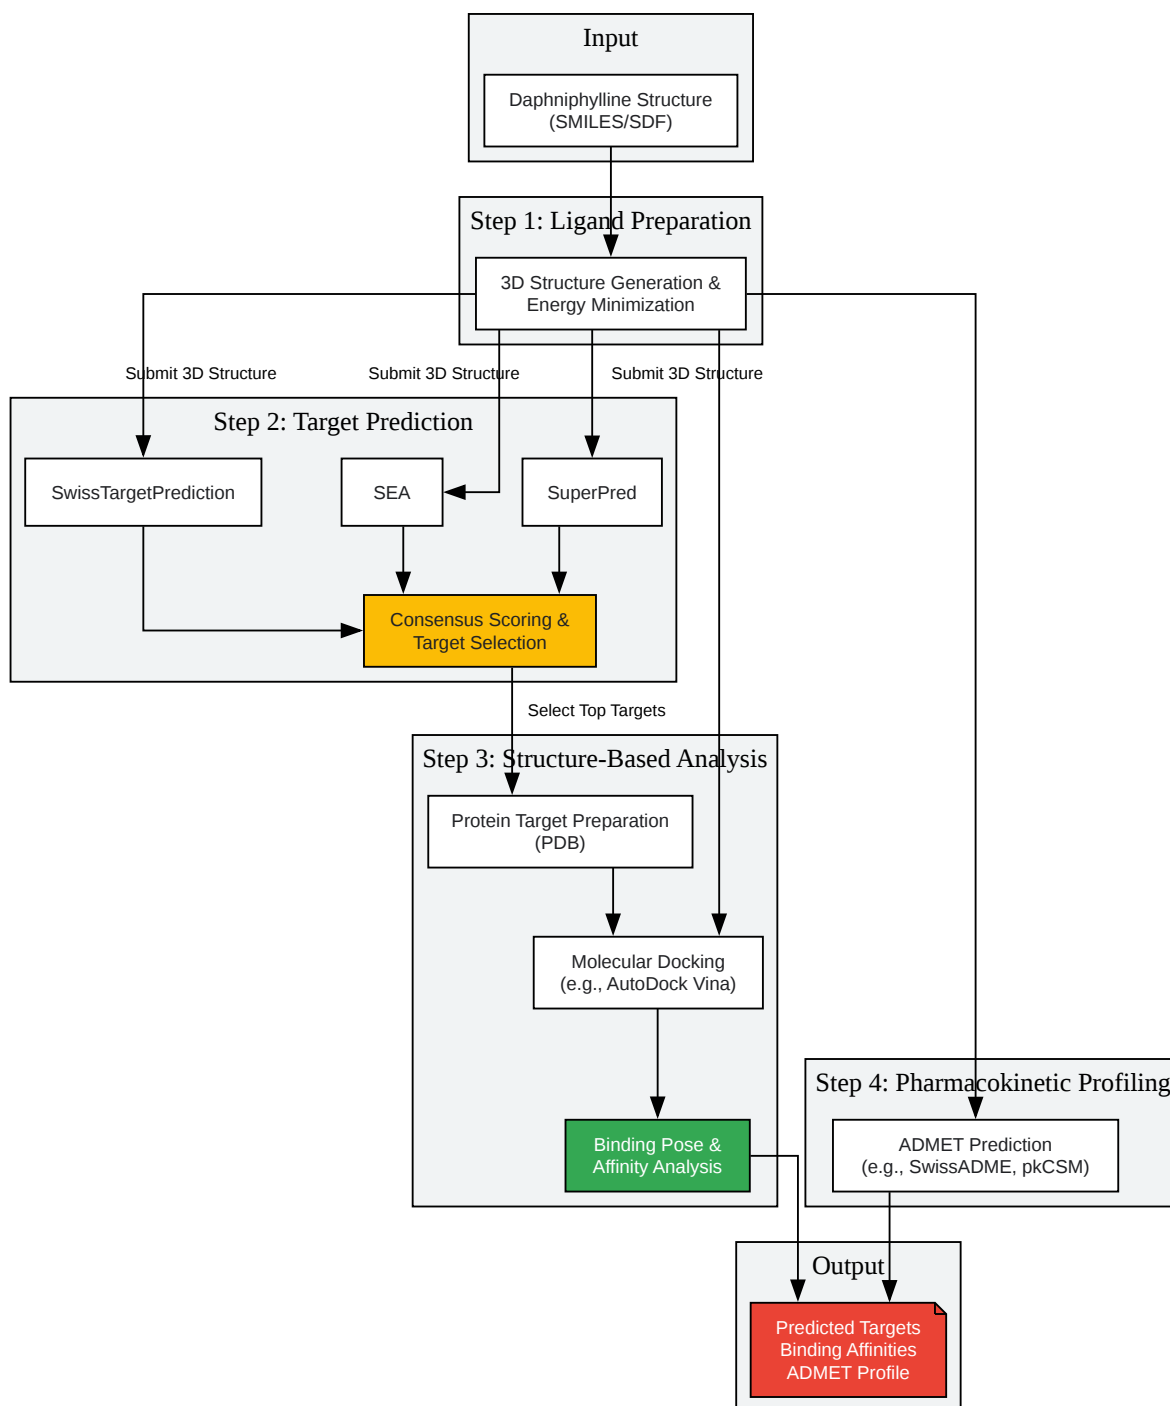 Input
Daphniphylline Structure
(SMILES/SDF)
Step 1: Ligand Preparation
3D Structure Generation &
Energy Minimization
Submit 3D Structure
Submit 3D Structure
Submit 3D Structure
Step 2: Target Prediction
SwissTargetPrediction
SEA
SuperPred
Consensus Scoring &
Target Selection
Select Top Targets
Step 3: Structure-Based Analysis
Protein Target Preparation
(PDB)
Molecular Docking
(e.g., AutoDock Vina)
Binding Pose &
Affinity Analysis
Step 4: Pharmacokinetic Profiling
ADMET Prediction
(e.g., SwissADME, pkCSM)
Output
Predicted Targets
Binding Affinities
ADMET Profile